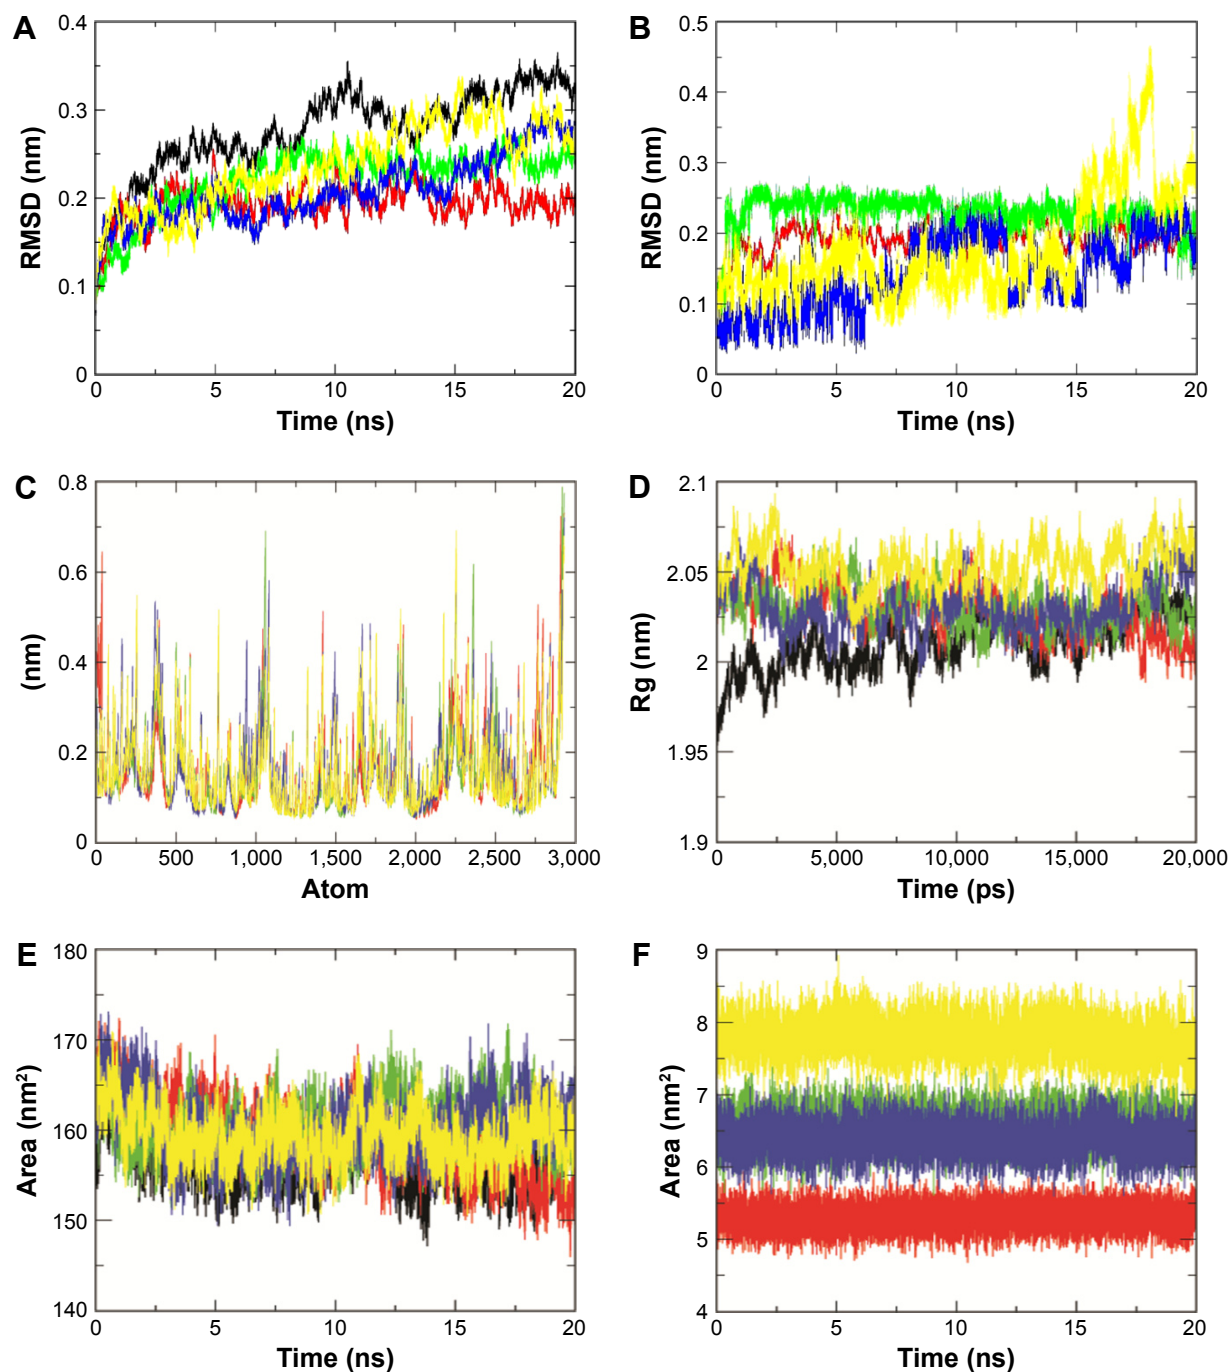 A
0.4
0.3
0.2
0.1
0
RMSD (nm)
0 5 10 15 20
Time (ns)
B
0.5
0.4
0.3
0.2
0.1
0
RMSD (nm)
0 5 10 15 20
Time (ns)
C
0.8
0.6
0.4
0.2
0
(nm)
0 500 1,000 1,500 2,000 2,500 3,000
Atom
D
2.1
2.05
2
1.95
1.9
Rg (nm)
0 5,000 10,000 15,000 20,000
Time (ps)
E
180
170
160
150
140
Area (nm²)
0 5 10 15 20
Time (ns)
F
9
8
7
6
5
4
Area (nm²)
0 5 10 15 20
Time (ns)